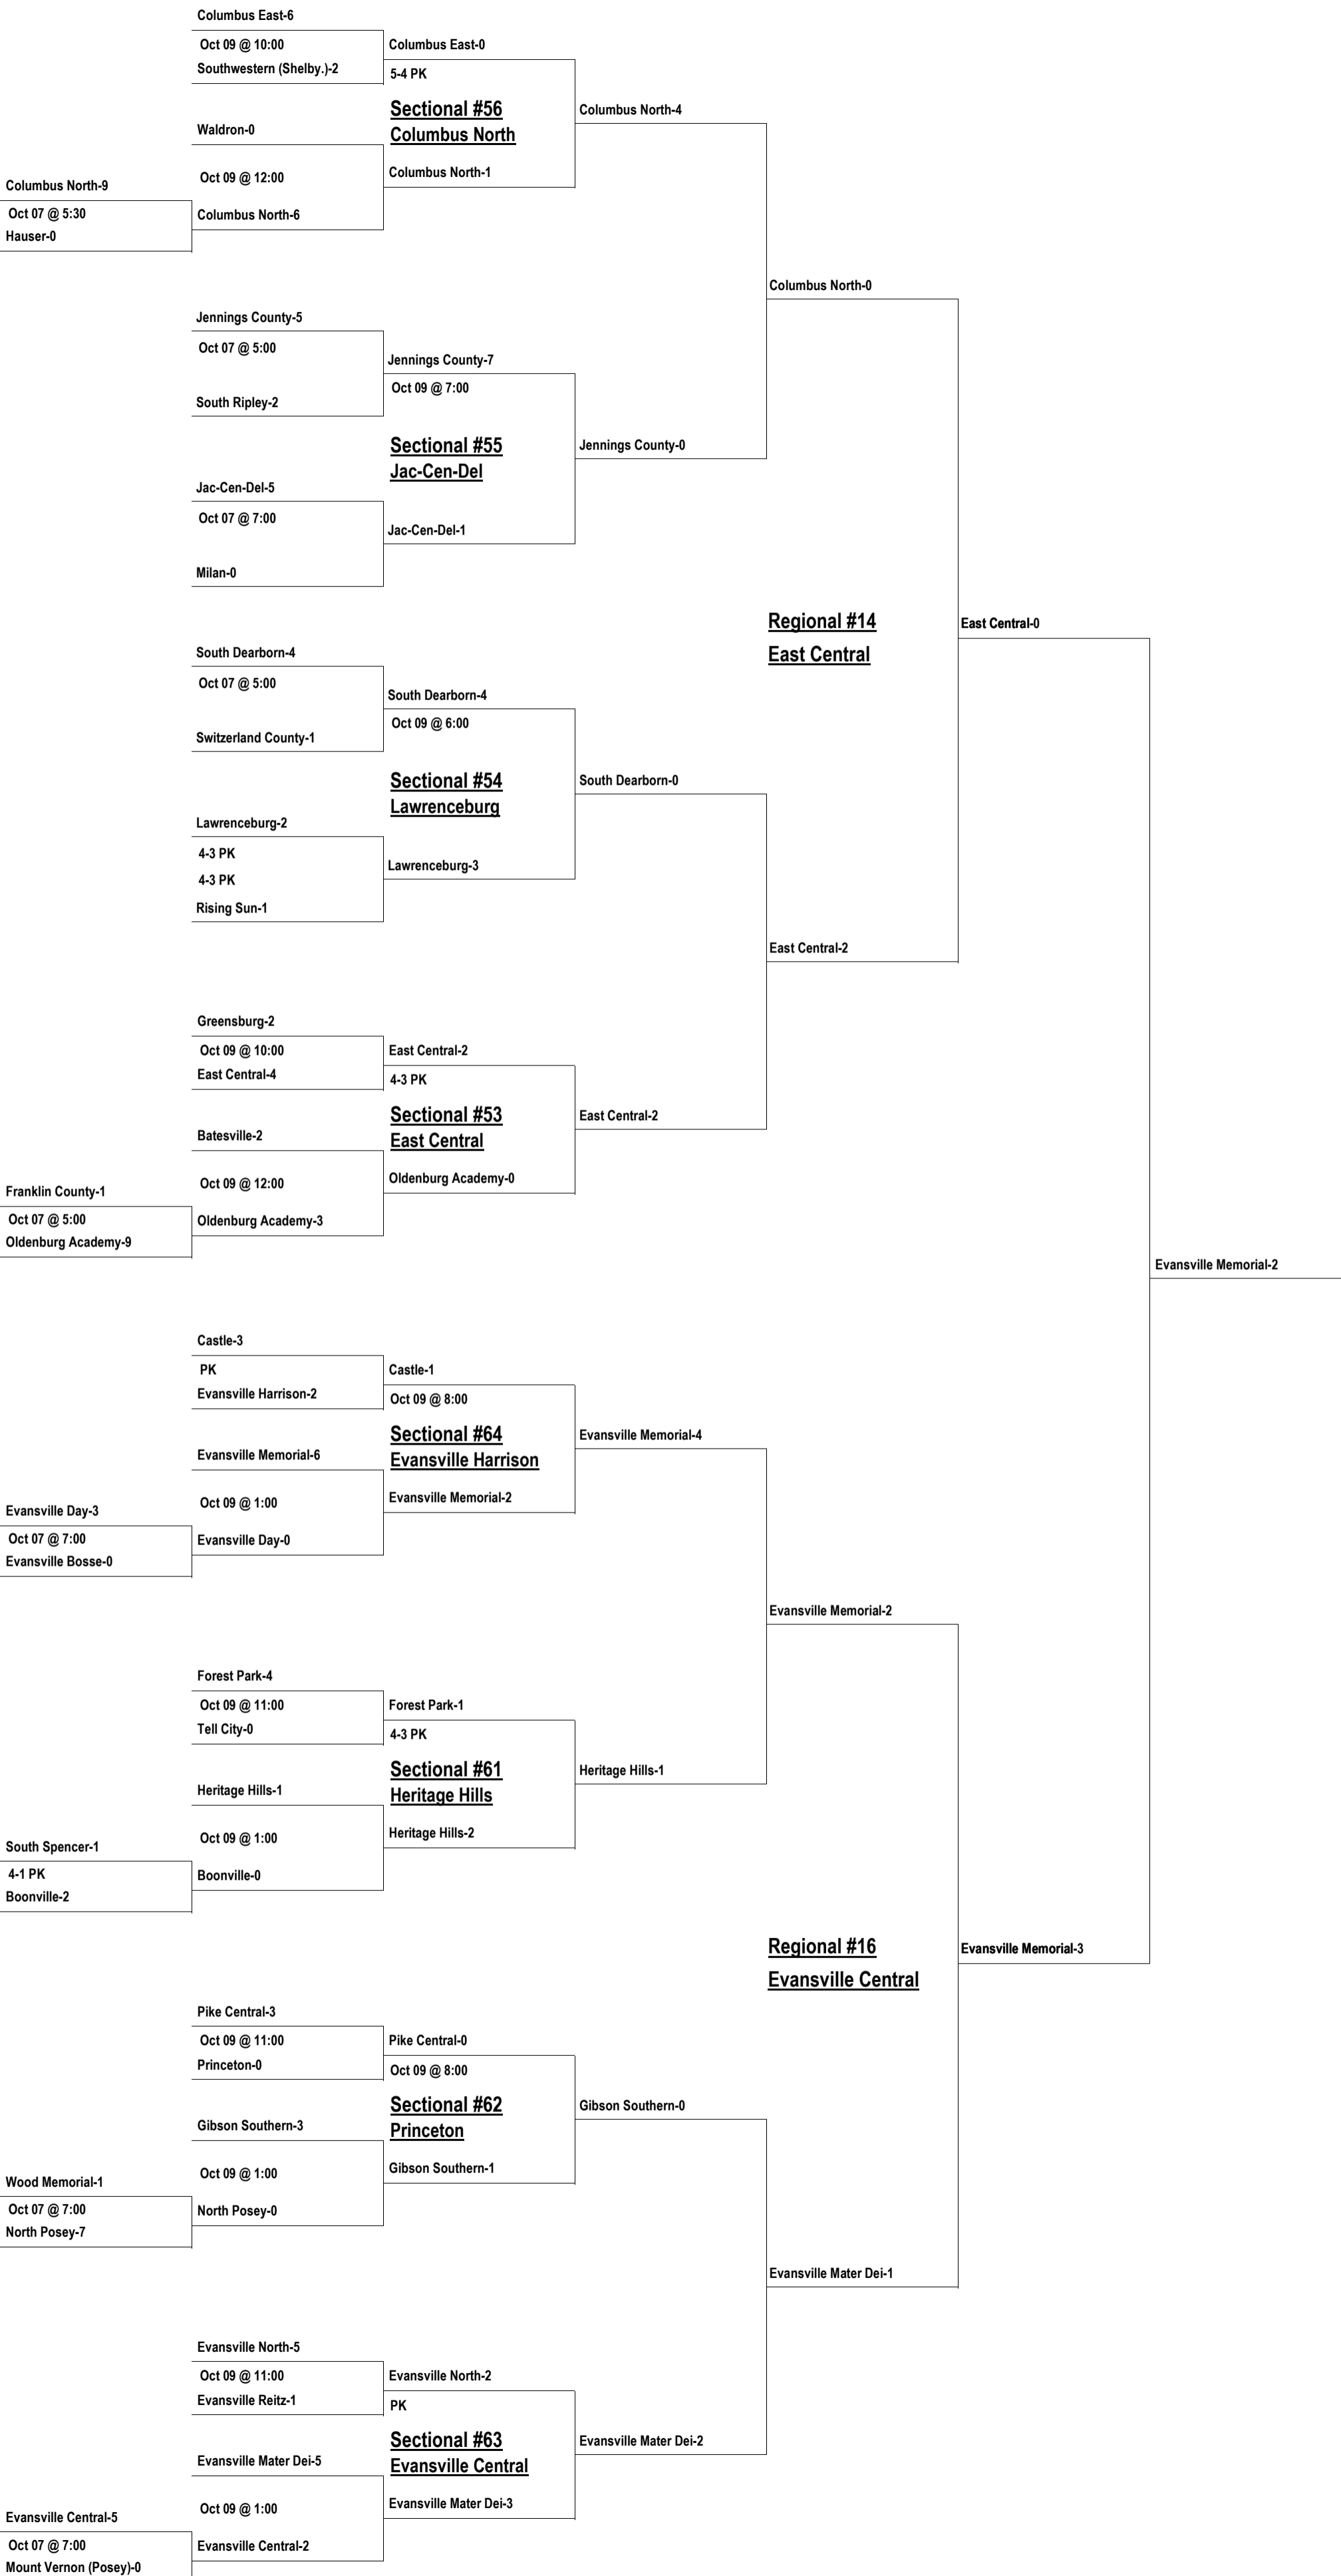 Columbus East-6
Oct 09 @ 10:00
Columbus East-0
Southwestern (Shelby.)-2
5-4 PK
Sectional #56
Columbus North-4
Waldron-0
Columbus North
Columbus North-1
Oct 09 @ 12:00
Columbus North-9
Oct 07 @ 5:30
Columbus North-6
Hauser-0
Columbus North-0
Jennings County-5
Oct 07 @ 5:00
Jennings County-7
Oct 09 @ 7:00
South Ripley-2
Sectional #55
Jennings County-0
Jac-Cen-Del
Jac-Cen-Del-5
Oct 07 @ 7:00
Jac-Cen-Del-1
Milan-0
Regional #14
East Central-0
East Central
South Dearborn-4
Oct 07 @ 5:00
South Dearborn-4
Oct 09 @ 6:00
Switzerland County-1
Sectional #54
South Dearborn-0
Lawrenceburg
Lawrenceburg-2
4-3 PK
Lawrenceburg-3
4-3 PK
Rising Sun-1
East Central-2
Greensburg-2
Oct 09 @ 10:00
East Central-2
East Central-4
4-3 PK
Sectional #53
East Central-2
Batesville-2
East Central
Oldenburg Academy-0
Oct 09 @ 12:00
Franklin County-1
Oct 07 @ 5:00
Oldenburg Academy-3
Oldenburg Academy-9
Evansville Memorial-2
Castle-3
PK
Castle-1
Evansville Harrison-2
Oct 09 @ 8:00
Sectional #64
Evansville Memorial-4
Evansville Memorial-6
Evansville Harrison
Evansville Memorial-2
Oct 09 @ 1:00
Evansville Day-3
Oct 07 @ 7:00
Evansville Day-0
Evansville Bosse-0
Evansville Memorial-2
Forest Park-4
Oct 09 @ 11:00
Forest Park-1
Tell City-0
4-3 PK
Sectional #61
Heritage Hills-1
Heritage Hills-1
Heritage Hills
Heritage Hills-2
Oct 09 @ 1:00
South Spencer-1
4-1 PK
Boonville-0
Boonville-2
Regional #16
Evansville Memorial-3
Evansville Central
Pike Central-3
Oct 09 @ 11:00
Pike Central-0
Princeton-0
Oct 09 @ 8:00
Sectional #62
Gibson Southern-0
Gibson Southern-3
Princeton
Gibson Southern-1
Oct 09 @ 1:00
Wood Memorial-1
Oct 07 @ 7:00
North Posey-0
North Posey-7
Evansville Mater Dei-1
Evansville North-5
Oct 09 @ 11:00
Evansville North-2
Evansville Reitz-1
PK
Sectional #63
Evansville Mater Dei-2
Evansville Mater Dei-5
Evansville Central
Evansville Mater Dei-3
Oct 09 @ 1:00
Evansville Central-5
Oct 07 @ 7:00
Evansville Central-2
Mount Vernon (Posey)-0